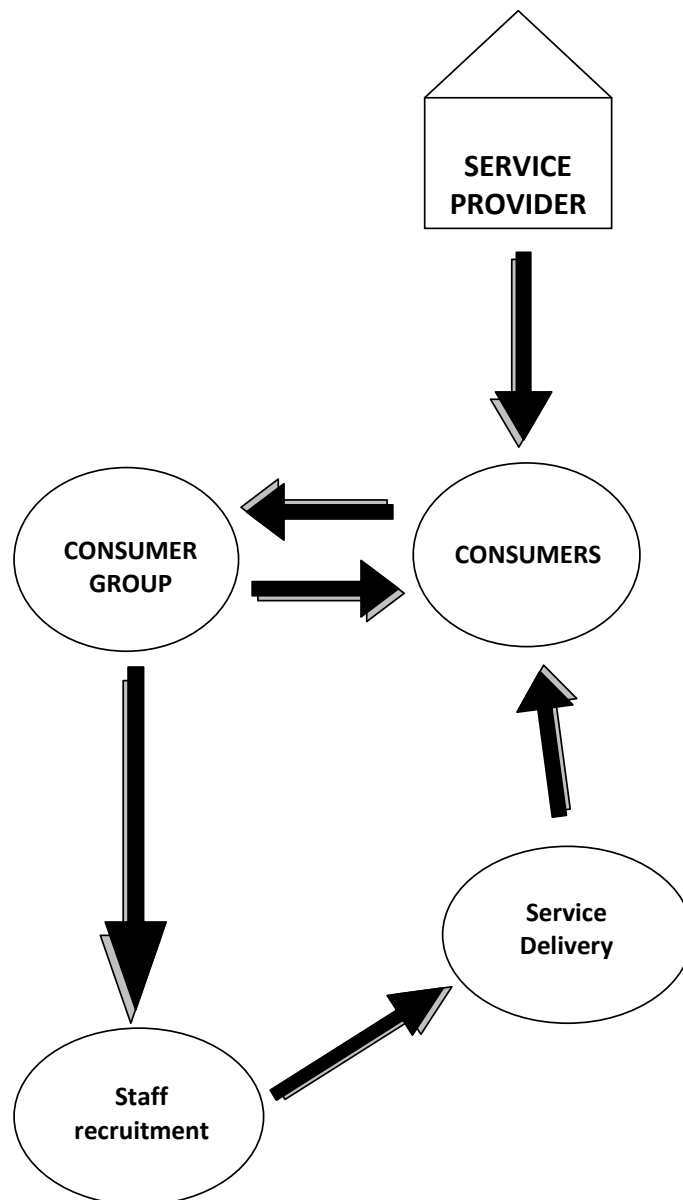 SERVICE
PROVIDER
CONSUMER
GROUP
CONSUMERS
Service
Delivery
Staff
recruitment